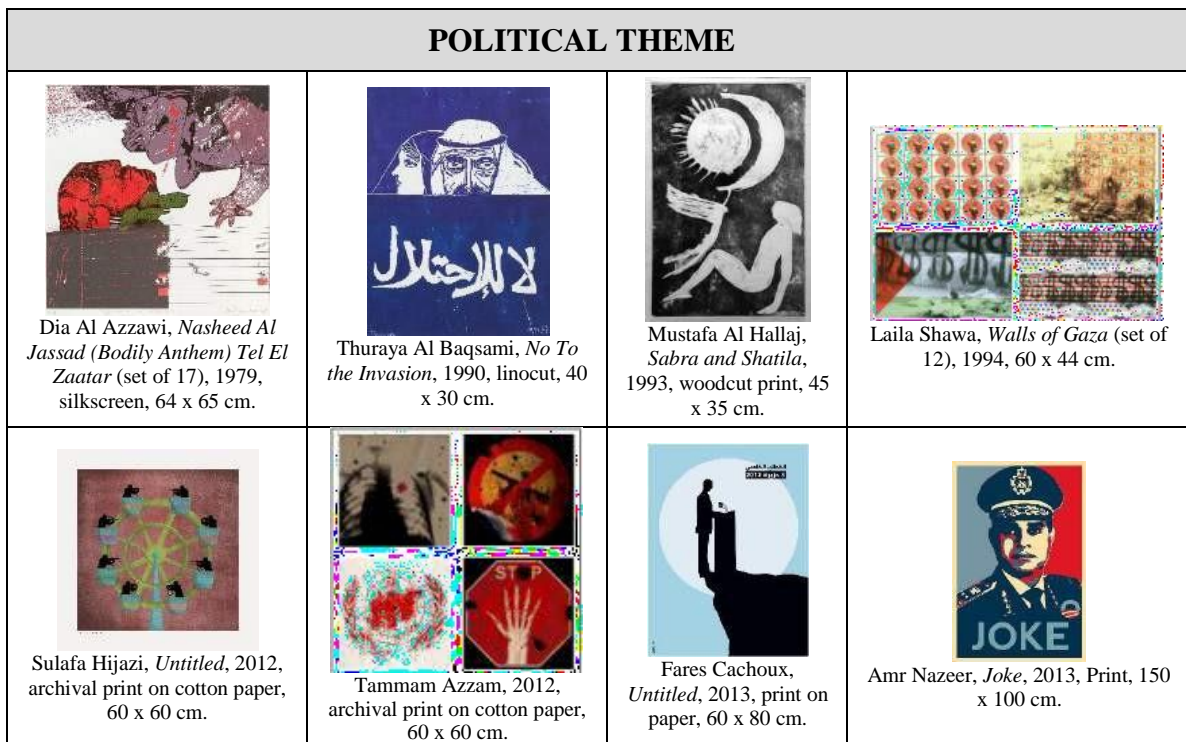 POLITICAL THEME
Dia Al Azzawi, Nasheed Al
Jassad (Bodily Anthem) Tel El
Zaatar (set of 17), 1979,
silkscreen, 64 x 65 cm.
لا للإحتلال
Thuraya Al Baqsami, No To
the Invasion, 1990, linocut, 40
x 30 cm.
Mustafa Al Hallaj,
Sabra and Shatila,
1993, woodcut print, 45
x 35 cm.
Laila Shawa, Walls of Gaza (set of
12), 1994, 60 x 44 cm.
Sulafa Hijazi, Untitled, 2012,
archival print on cotton paper,
60 x 60 cm.
STOP
Tammam Azzam, 2012,
archival print on cotton paper,
60 x 60 cm.
2013
Fares Cachoux,
Untitled, 2013, print on
paper, 60 x 80 cm.
JOKE
Amr Nazeer, Joke, 2013, Print, 150
x 100 cm.